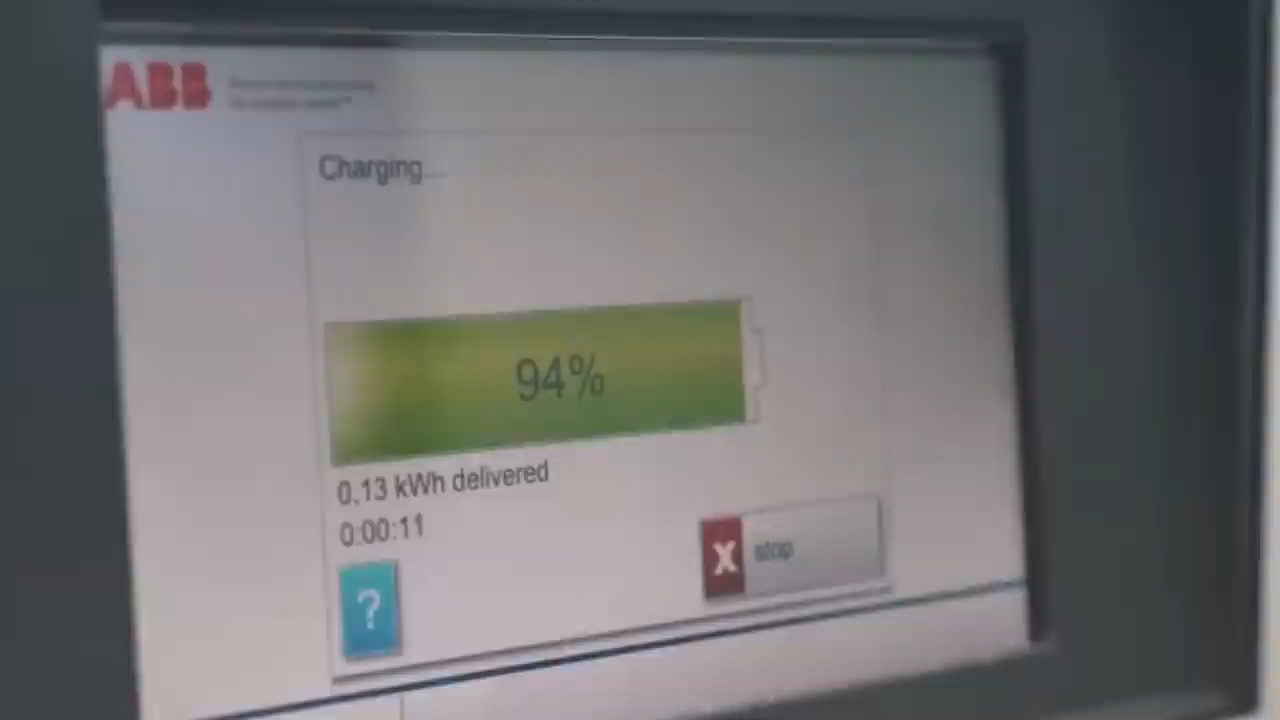 ABB
Charging...
94%
0.13 kWh delivered
0:00:11
X stop
?